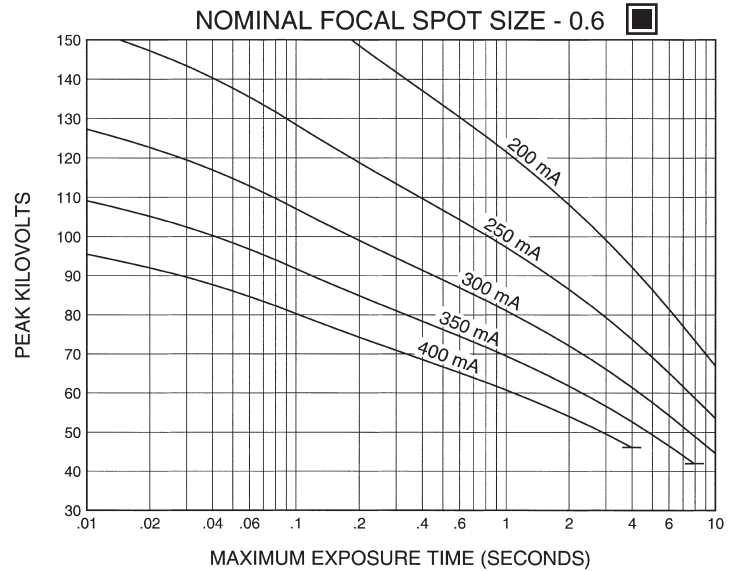 NOMINAL FOCAL SPOT SIZE - 0.6
150
140
130
120
110
100
90
80
70
60
50
40
30
PEAK KILOVOLTS
200 mA
250 mA
300 mA
350 mA
400 mA
.01 .02 .04 .06 .1 .2 .4 .6 1 2 4 6 10
MAXIMUM EXPOSURE TIME (SECONDS)